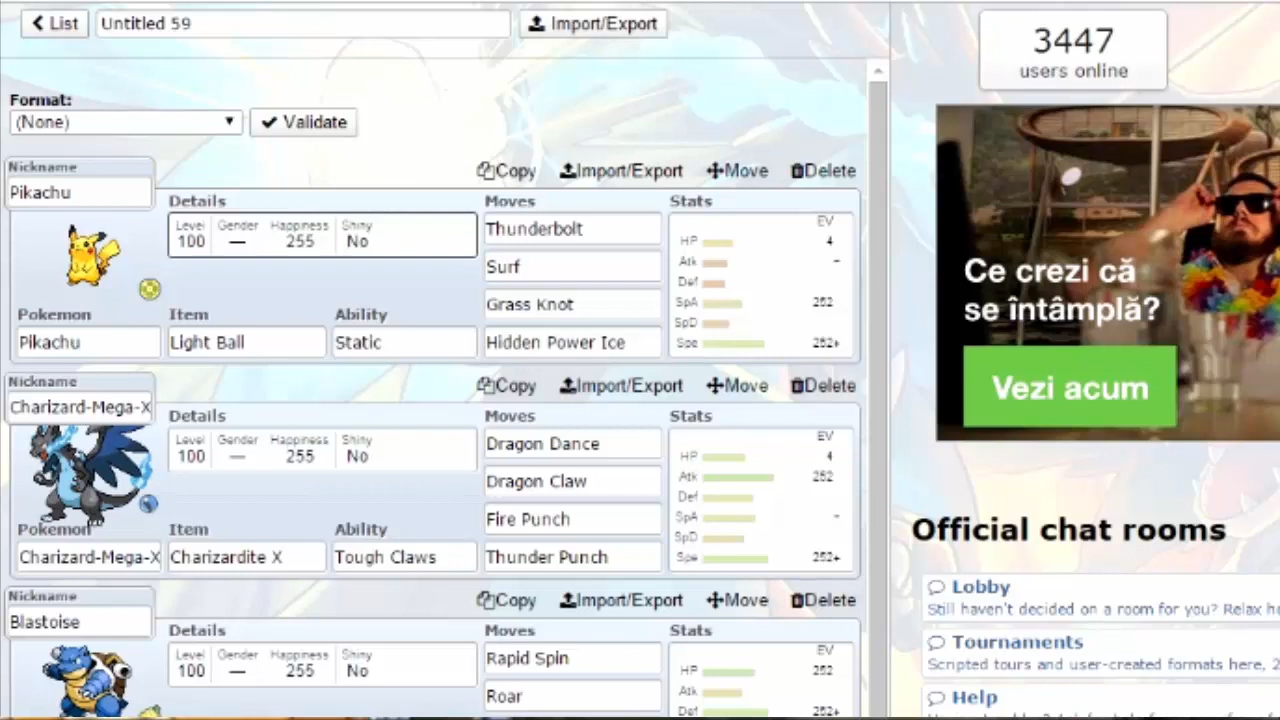 List
Untitled 59
Import/Export
Format:
(None)
Validate
Nickname
Pikachu
Copy Import/Export Move Delete
Details
Level Gender Happiness Shiny
100 — 255 No
Pokemon Item Ability
Pikachu Light Ball Static
Moves
Thunderbolt
Surf
Grass Knot
Hidden Power Ice
Stats
EV
HP 4
Atk -
Def
SpA 252
SpD
Spe 252+
Nickname
Charizard-Mega-X
Copy Import/Export Move Delete
Details
Level Gender Happiness Shiny
100 — 255 No
Pokemon Item Ability
Charizard-Mega-X Charizardite X Tough Claws
Moves
Dragon Dance
Dragon Claw
Fire Punch
Thunder Punch
Stats
EV
HP 4
Atk 252
Def
SpA -
SpD
Spe 252+
Nickname
Blastoise
Copy Import/Export Move Delete
Details
Level Gender Happiness Shiny
100 — 255 No
Moves
Rapid Spin
Roar
Stats
EV
HP 252
Atk
Def 252+
3447
users online
Ce crezi că
se întâmplă?
Vezi acum
Official chat rooms
Lobby
Still haven't decided on a room for you? Relax
Tournaments
Scripted tours and user-created formats here,
Help